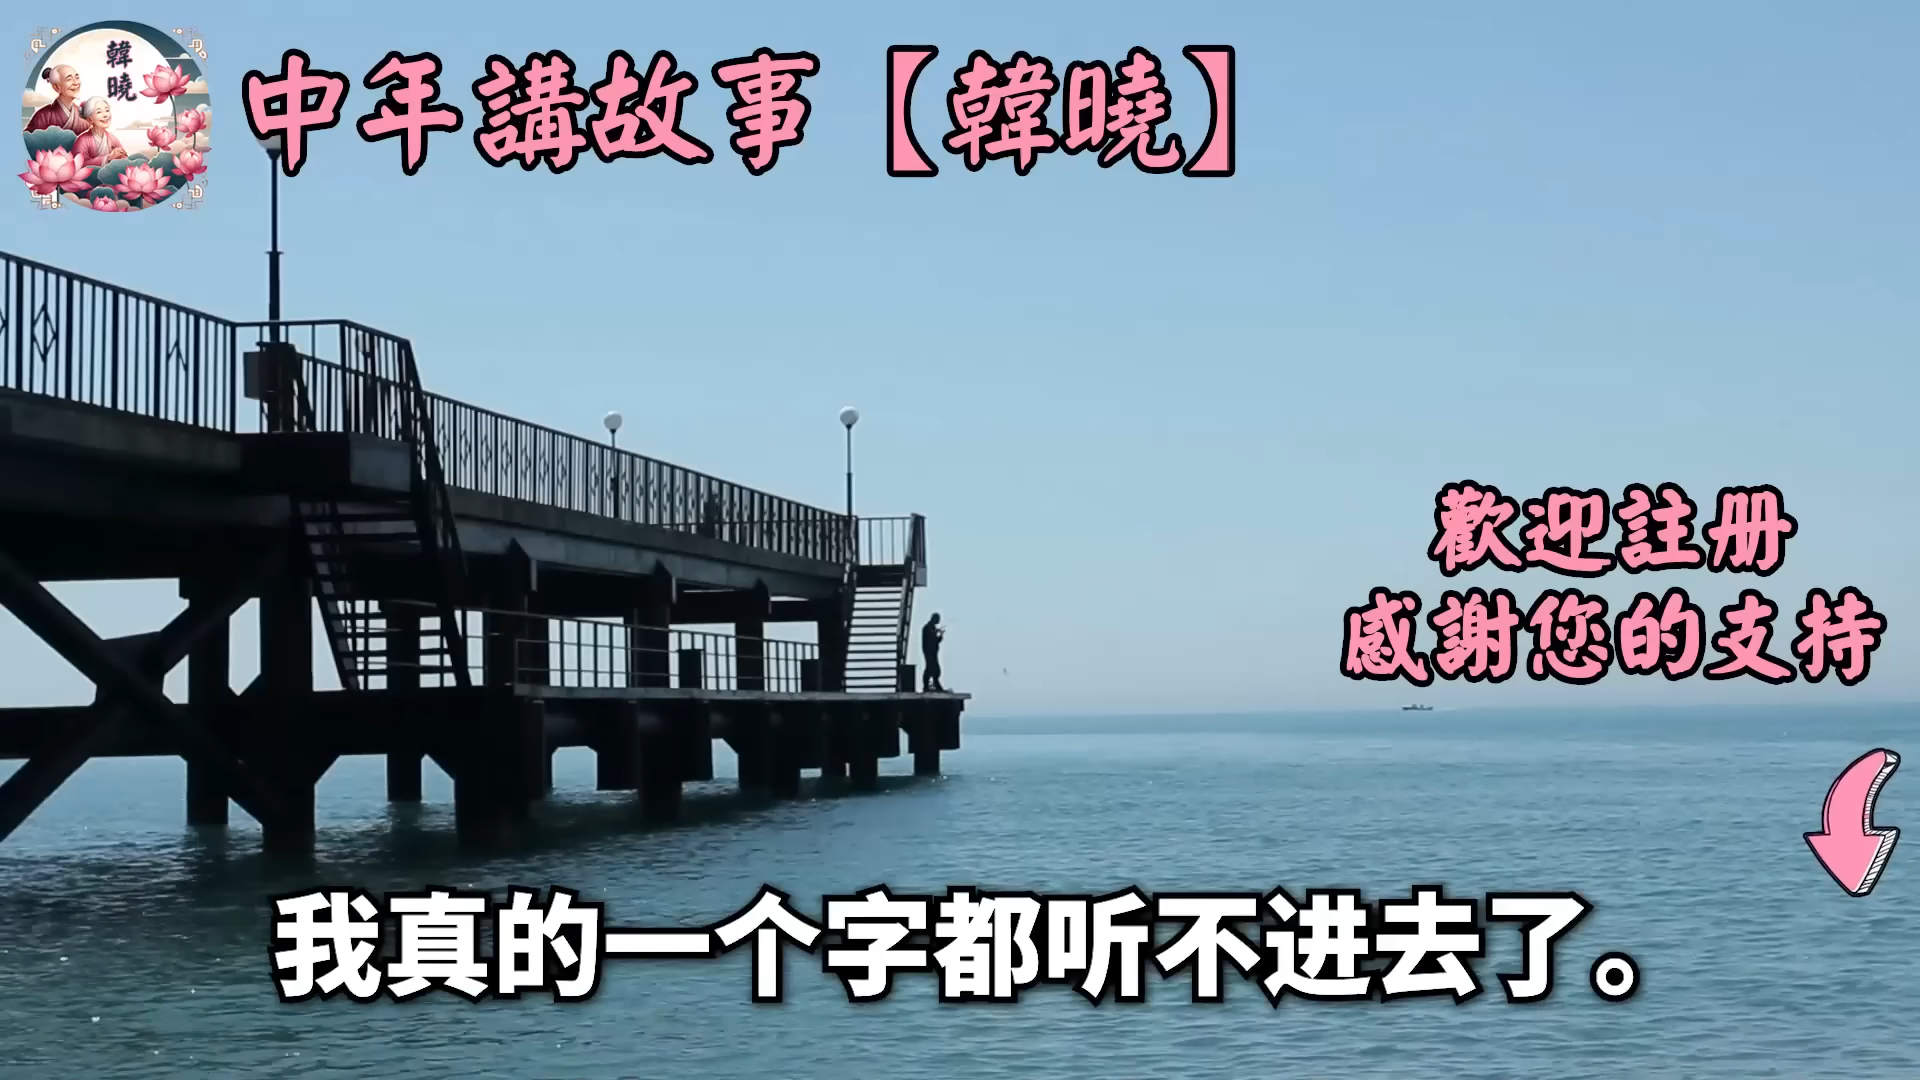 韓
曉
中年講故事【韓曉】
歡迎註册
感謝您的支持
我真的一个字都听不进去了。